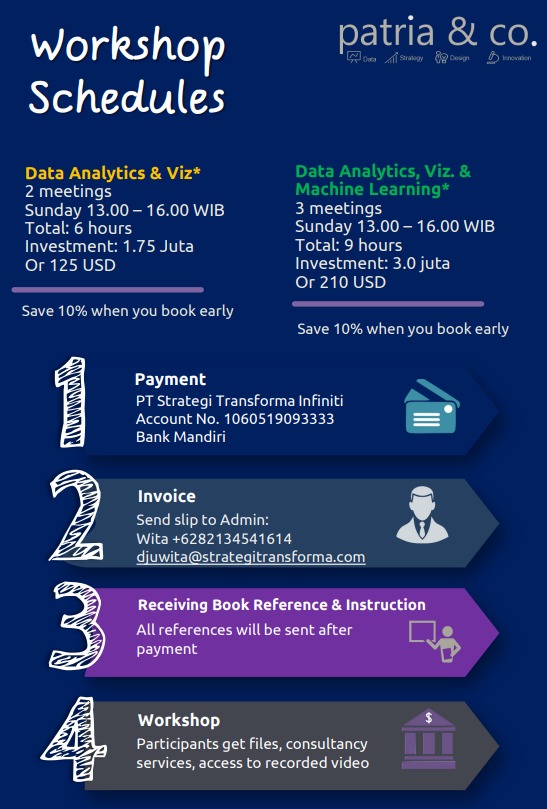 Workshop
Schedules
patria & co.
Data
Strategy
Design
Innovation
Data Analytics & Viz*
2 meetings
Sunday 13.00 – 16.00 WIB
Total: 6 hours
Investment: 1.75 Juta
Or 125 USD
Save 10% when you book early
Data Analytics, Viz. &
Machine Learning*
3 meetings
Sunday 13.00 – 16.00 WIB
Total: 9 hours
Investment: 3.0 juta
Or 210 USD
Save 10% when you book early
1
Payment
PT Strategi Transforma Infiniti
Account No. 1060519093333
Bank Mandiri
2
Invoice
Send slip to Admin:
Wita +6282134541614
djuwita@strategitransforma.com
3
Receiving Book Reference & Instruction
All references will be sent after
payment
4
Workshop
Participants get files, consultancy
services, access to recorded video
$